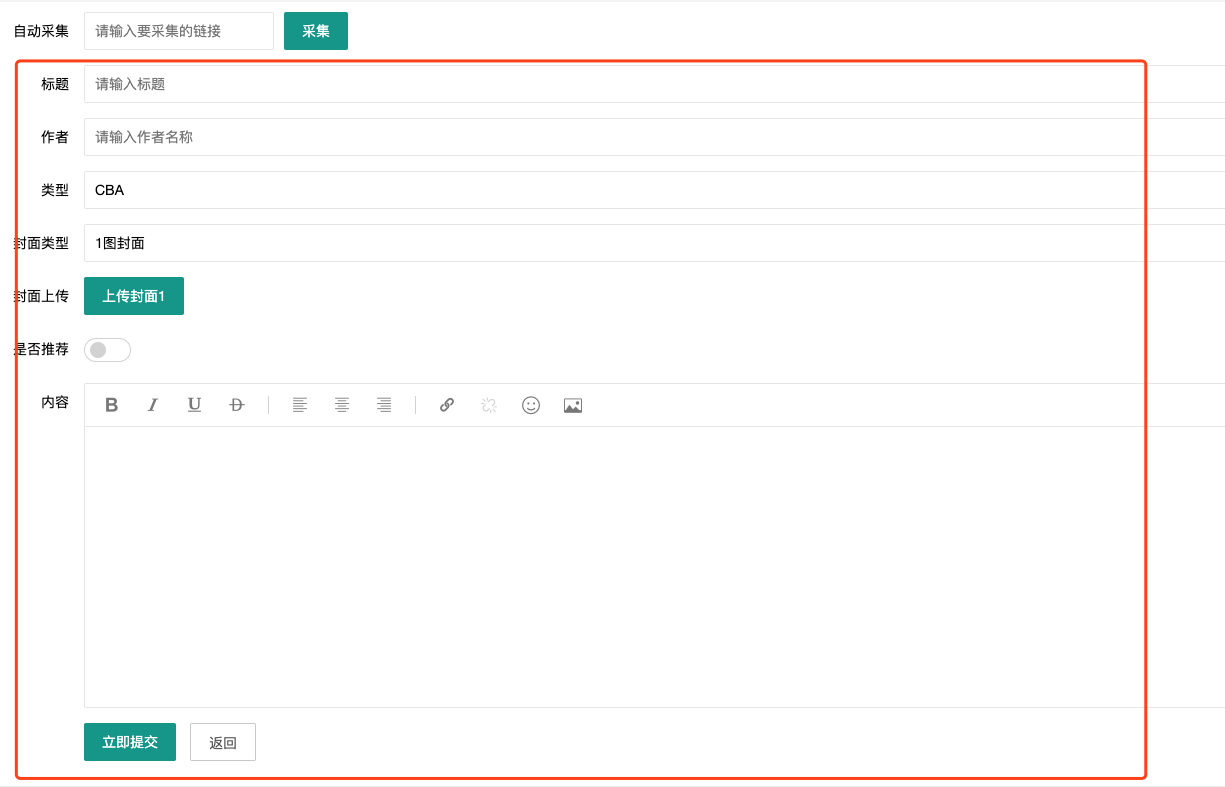 自动采集 请输入要采集的链接 采集
标题 请输入标题
作者 请输入作者名称
类型 CBA
封面类型 1图封面
封面上传 上传封面1
是否推荐
内容 B I U D
立即提交 返回